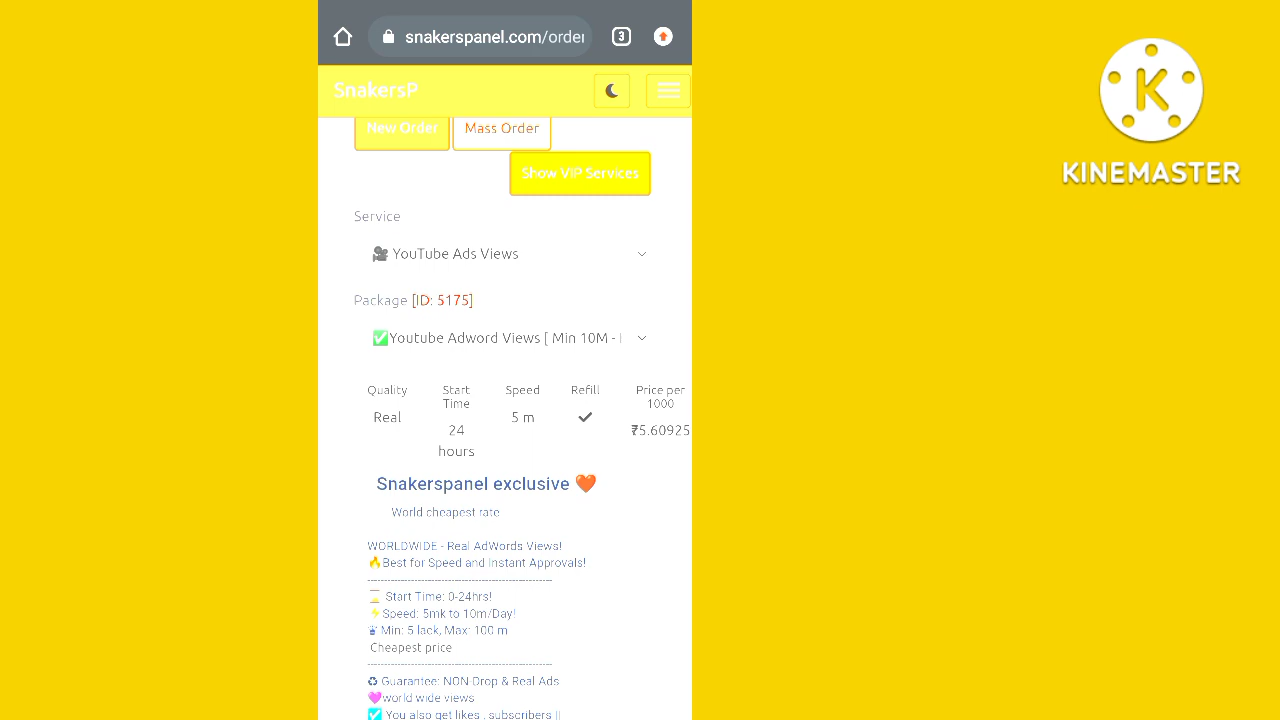 snakerspanel.com/order
3
SnakersP
New Order
Mass Order
Show VIP Services
Service
🎥 YouTube Ads Views
Package [ID: 5175]
✅Youtube Adword Views [ Min 10M -
Quality Start Time Speed Refill Price per 1000
Real 24 hours 5 m ✔ ₹5.60925
Snakerspanel exclusive 🧡
World cheapest rate
WORLDWIDE - Real AdWords Views!
🔥Best for Speed and Instant Approvals!
------------------------------------------------------
⏳ Start Time: 0-24hrs!
⚡Speed: 5mk to 10m/Day!
♛ Min: 5 lack, Max: 100 m
Cheapest price
------------------------------------------------------
♻ Guarantee: NON Drop & Real Ads
💗world wide views
☑ You also get likes , subscribers ||
K
KINEMASTER